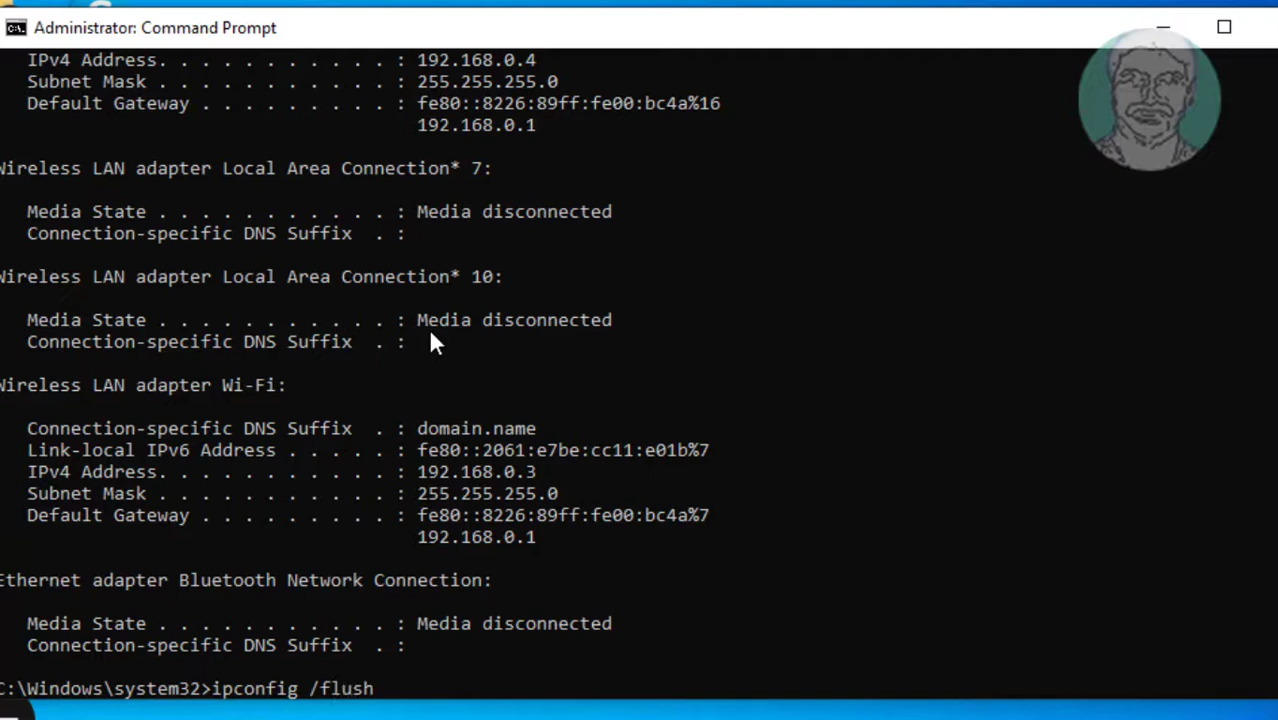 Administrator: Command Prompt
IPv4 Address. . . . . . . . . . . : 192.168.0.4
Subnet Mask . . . . . . . . . . . : 255.255.255.0
Default Gateway . . . . . . . . . : fe80::8226:89ff:fe00:bc4a%16
192.168.0.1
Wireless LAN adapter Local Area Connection* 7:
Media State . . . . . . . . . . . : Media disconnected
Connection-specific DNS Suffix . :
Wireless LAN adapter Local Area Connection* 10:
Media State . . . . . . . . . . . : Media disconnected
Connection-specific DNS Suffix . :
Wireless LAN adapter Wi-Fi:
Connection-specific DNS Suffix . : domain.name
Link-local IPv6 Address . . . . . : fe80::2061:e7be:cc11:e01b%7
IPv4 Address. . . . . . . . . . . : 192.168.0.3
Subnet Mask . . . . . . . . . . . : 255.255.255.0
Default Gateway . . . . . . . . . : fe80::8226:89ff:fe00:bc4a%7
192.168.0.1
Ethernet adapter Bluetooth Network Connection:
Media State . . . . . . . . . . . : Media disconnected
Connection-specific DNS Suffix . :
C:\Windows\system32>ipconfig /flush